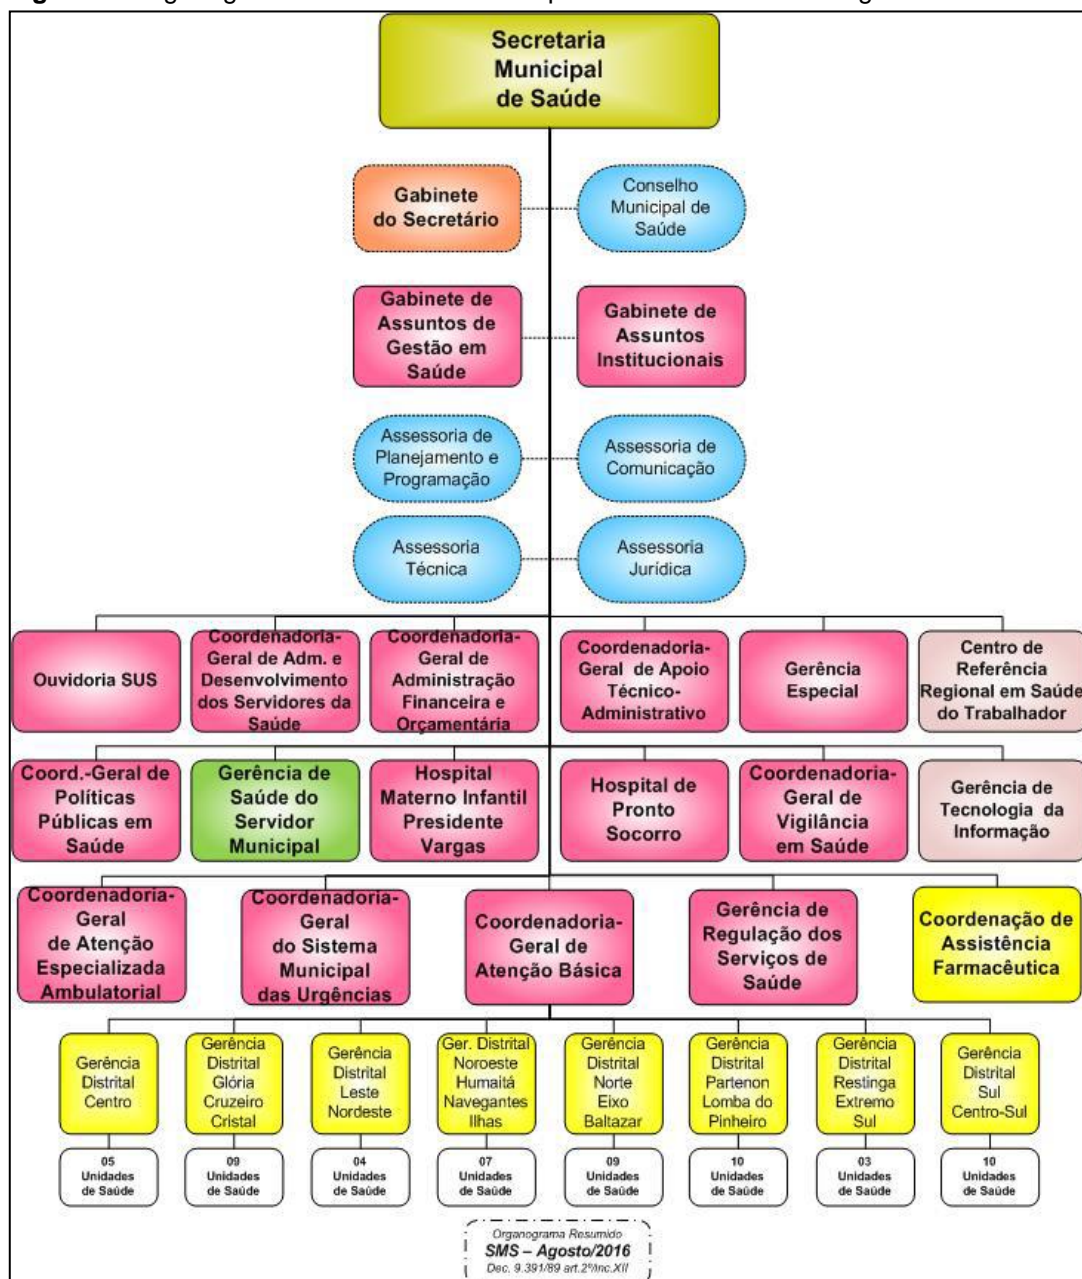 Secretaria
Municipal
de Saúde
Gabinete
do Secretário
Conselho
Municipal de
Saúde
Gabinete de
Assuntos de
Gestão em
Saúde
Gabinete de
Assuntos
Institucionais
Assessoria de
Planejamento e
Programação
Assessoria de
Comunicação
Assessoria
Técnica
Assessoria
Jurídica
Ouvidoria SUS
Coordenadoria-
Geral de Adm. e
Desenvolvimento
dos Servidores da
Saúde
Coordenadoria-
Geral de
Administração
Financeira e
Orçamentária
Coordenadoria-
Geral de Apoio
Técnico-
Administrativo
Gerência
Especial
Centro de
Referência
Regional em Saúde
do Trabalhador
Coord.-Geral de
Políticas
Públicas em
Saúde
Gerência de
Saúde do
Servidor
Municipal
Hospital
Materno Infantil
Presidente
Vargas
Hospital de
Pronto
Socorro
Coordenadoria-
Geral de
Vigilância
em Saúde
Gerência de
Tecnologia da
Informação
Coordenadoria-
Geral
de Atenção
Especializada
Ambulatorial
Coordenadoria-
Geral
do Sistema
Municipal
das Urgências
Coordenadoria-
Geral de
Atenção Básica
Gerência de
Regulação dos
Serviços de
Saúde
Coordenação de
Assistência
Farmacêutica
Gerência
Distrital
Centro
Gerência
Distrital
Glória
Cruzeiro
Cristal
Gerência
Distrital
Leste
Nordeste
Ger. Distrital
Noroeste
Humaitá
Navegantes
Ilhas
Gerência
Distrital
Norte
Eixo
Baltazar
Gerência
Distrital
Partenon
Lomba do
Pinheiro
Gerência
Distrital
Restinga
Extremo
Sul
Gerência
Distrital
Sul
Centro-Sul
05
Unidades
de Saúde
09
Unidades
de Saúde
04
Unidades
de Saúde
07
Unidades
de Saúde
09
Unidades
de Saúde
10
Unidades
de Saúde
03
Unidades
de Saúde
10
Unidades
de Saúde
Organograma Resumido
SMS – Agosto/2016
Dec. 9.391/89 art.2º/inc.XII